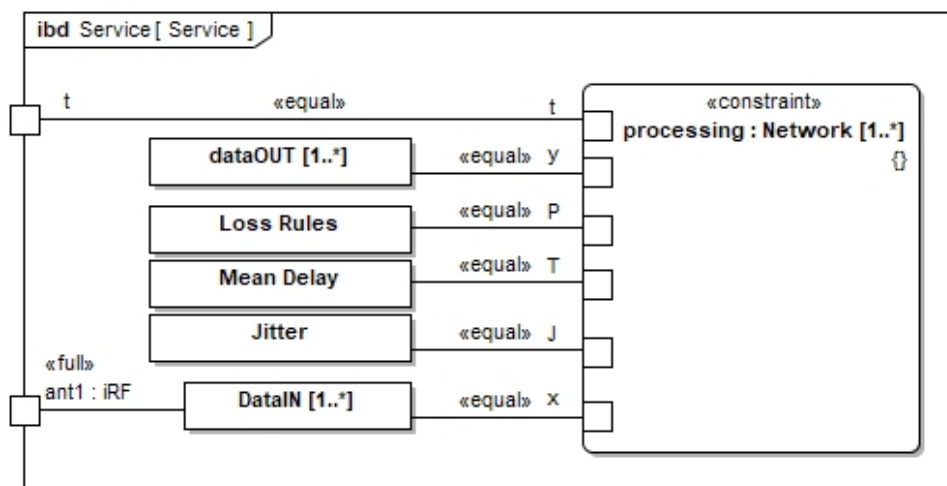 ibd Service [ Service ]
t «equal» t
«constraint»
processing : Network [1..*]
{}
dataOUT [1..*] «equal» y
Loss Rules «equal» P
Mean Delay «equal» T
Jitter «equal» J
«full»
ant1 : iRF
DataIN [1..*] «equal» x